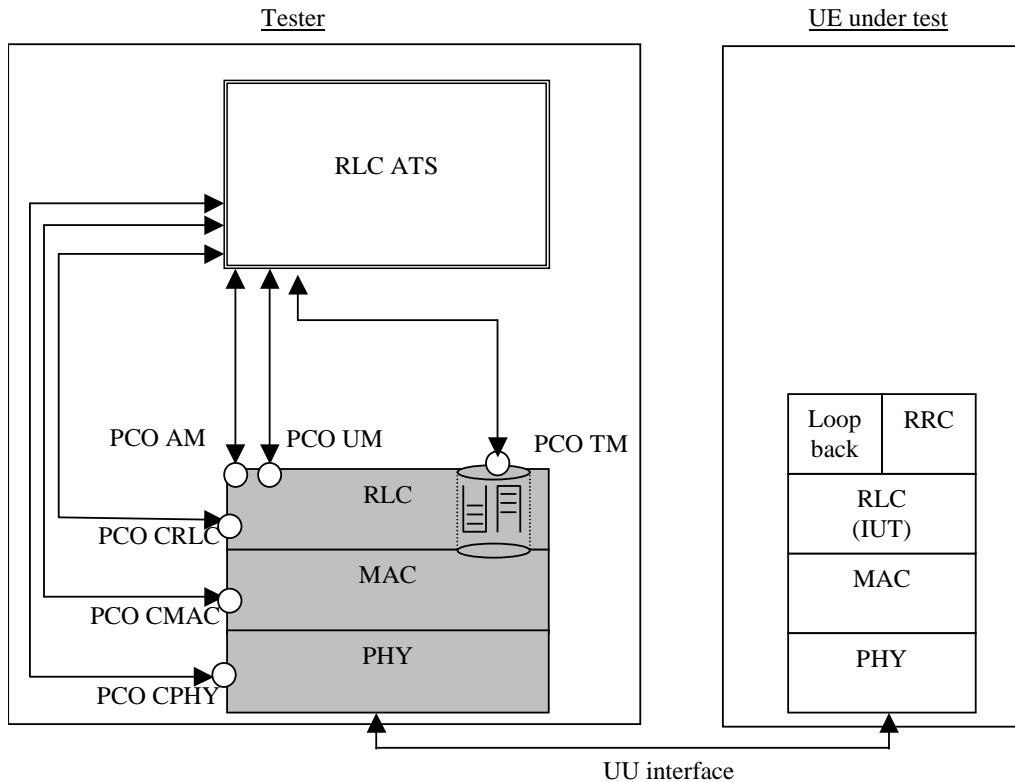 Tester
UE under test
RLC ATS
PCO AM
PCO UM
PCO TM
Loop
back
RRC
RLC
RLC
(IUT)
PCO CRLC
MAC
MAC
PCO CMAC
PHY
PHY
PCO CPHY
UU interface